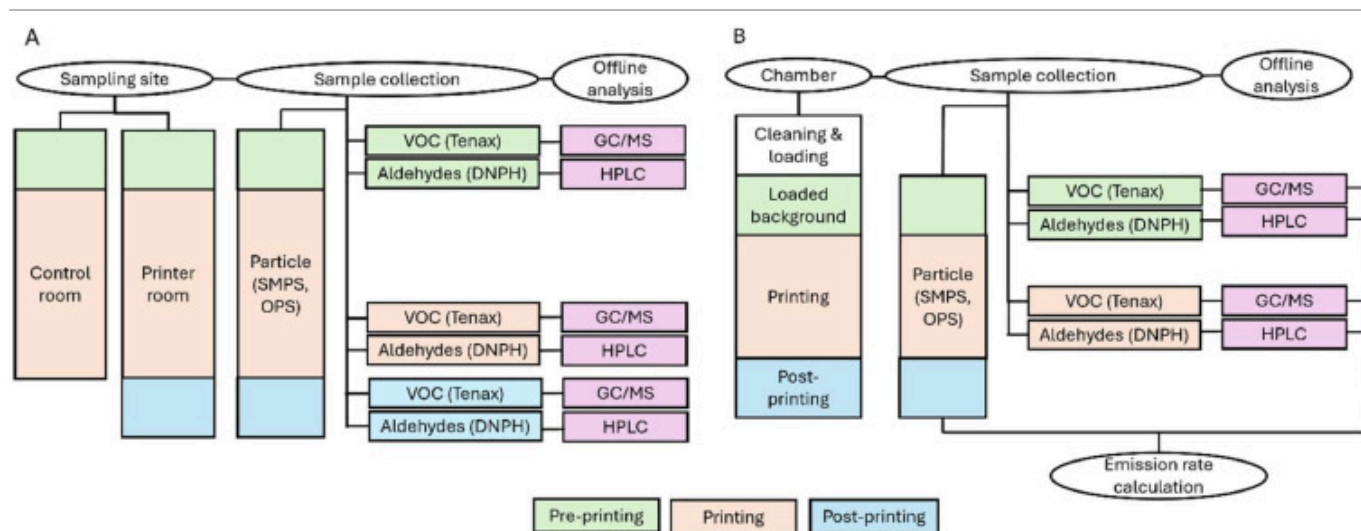 A
Sampling site
Sample collection
Offline
analysis
VOC (Tenax)
GC/MS
Aldehydes (DNPH)
HPLC
Control
room
Printer
room
Particle
(SMPS,
OPS)
VOC (Tenax)
GC/MS
Aldehydes (DNPH)
HPLC
VOC (Tenax)
GC/MS
Aldehydes (DNPH)
HPLC
B
Chamber
Sample collection
Offline
analysis
Cleaning &
loading
Loaded
background
Printing
Post-
printing
Particle
(SMPS,
OPS)
VOC (Tenax)
GC/MS
Aldehydes (DNPH)
HPLC
VOC (Tenax)
GC/MS
Aldehydes (DNPH)
HPLC
Emission rate
calculation
Pre-printing
Printing
Post-printing